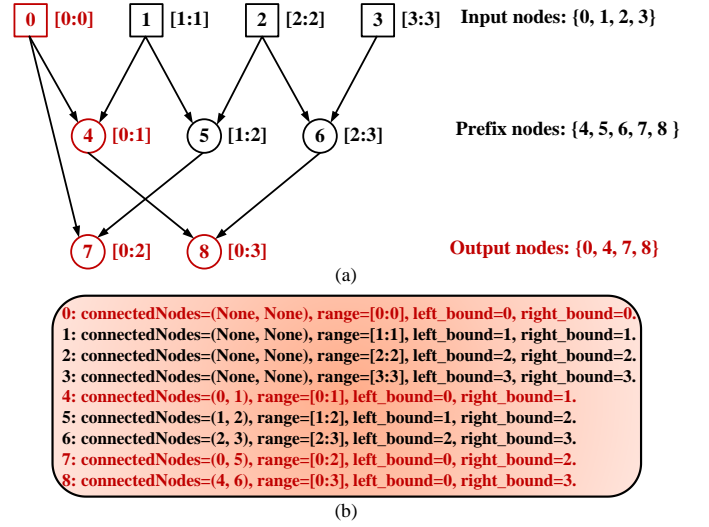 0 [0:0] 1 [1:1] 2 [2:2] 3 [3:3] Input nodes: {0, 1, 2, 3}
4 [0:1] 5 [1:2] 6 [2:3] Prefix nodes: {4, 5, 6, 7, 8 }
7 [0:2] 8 [0:3] Output nodes: {0, 4, 7, 8}
(a)
0: connectedNodes=(None, None), range=[0:0], left_bound=0, right_bound=0.
1: connectedNodes=(None, None), range=[1:1], left_bound=1, right_bound=1.
2: connectedNodes=(None, None), range=[2:2], left_bound=2, right_bound=2.
3: connectedNodes=(None, None), range=[3:3], left_bound=3, right_bound=3.
4: connectedNodes=(0, 1), range=[0:1], left_bound=0, right_bound=1.
5: connectedNodes=(1, 2), range=[1:2], left_bound=1, right_bound=2.
6: connectedNodes=(2, 3), range=[2:3], left_bound=2, right_bound=3.
7: connectedNodes=(0, 5), range=[0:2], left_bound=0, right_bound=2.
8: connectedNodes=(4, 6), range=[0:3], left_bound=0, right_bound=3.
(b)